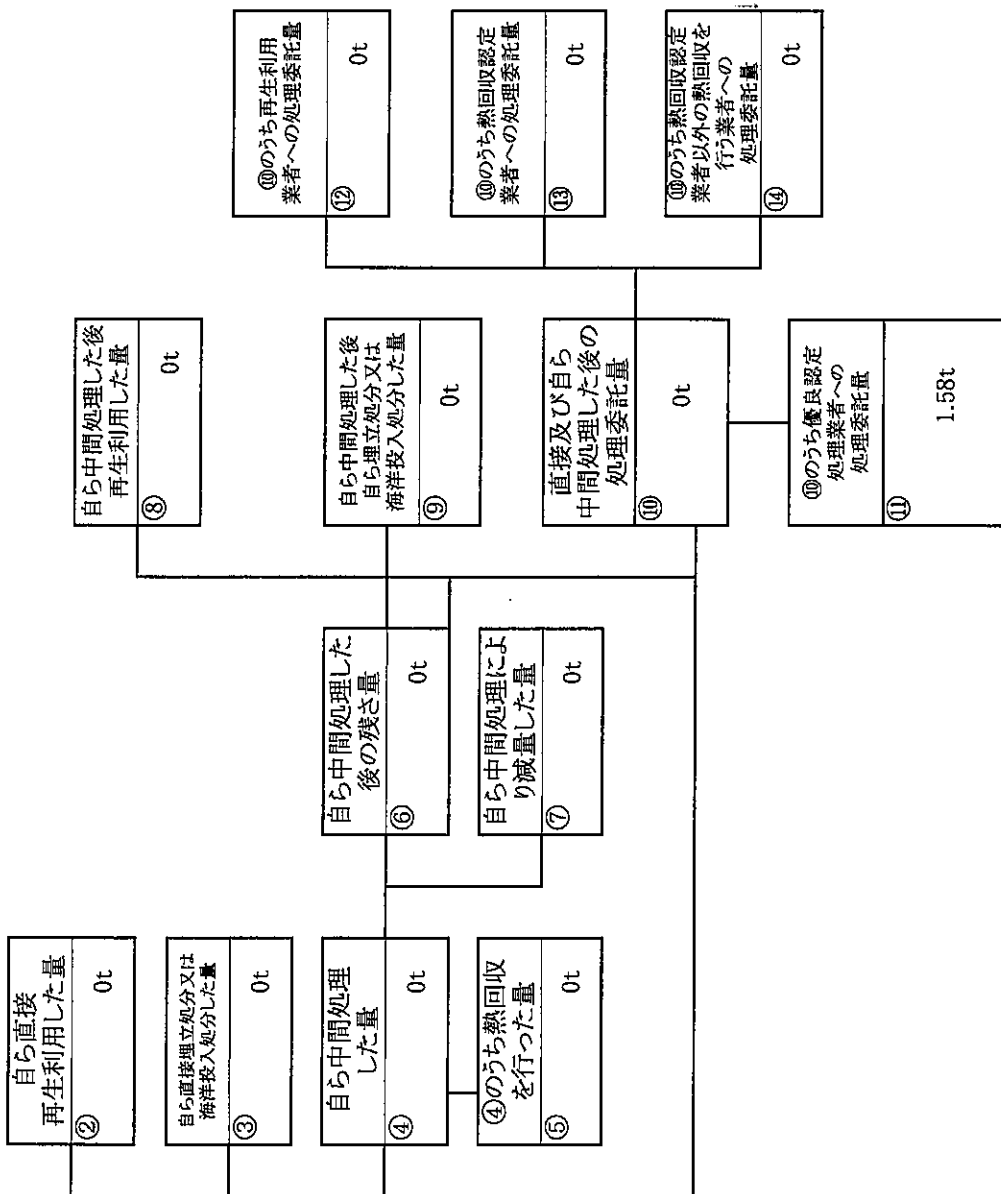 自ら直接
再生利用した量
②
0t
自ら直接埋立処分又は
海洋投入処分した量
③
0t
自ら中間処理
した量
④
0t
④のうち熱回収
を行った量
⑤
0t
自ら中間処理した
後の残さ量
⑥
0t
自ら中間処理によ
り減量した量
⑦
0t
自ら中間処理した後
再生利用した量
⑧
0t
自ら中間処理した後
自ら埋立処分又は
海洋投入処分した量
⑨
0t
直接及び自ら
中間処理した後の
処理委託量
⑩
0t
⑩のうち優良認定
処理業者への
処理委託量
⑪
1.58t
⑩のうち再生利用
業者への処理委託量
⑫
0t
⑩のうち熱回収認定
業者への処理委託量
⑬
0t
⑩のうち熱回収認定
業者以外の熱回収を
行う業者への
処理委託量
⑭
0t